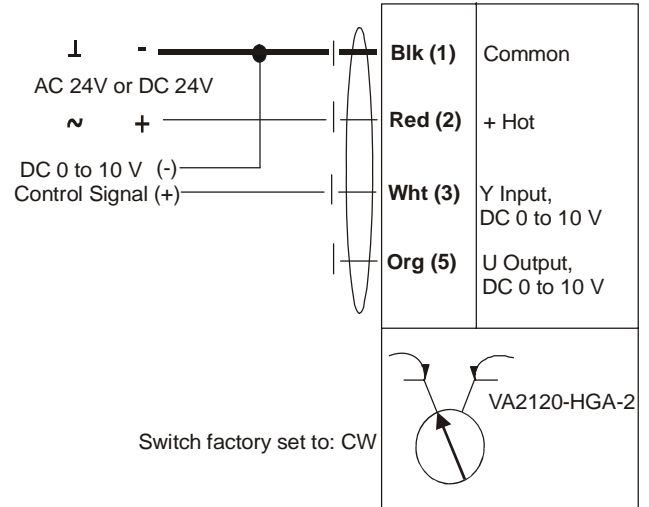 ⊥ -
Blk (1) Common
AC 24V or DC 24V
~ +
Red (2) + Hot
DC 0 to 10 V (-)
Control Signal (+)
Wht (3) Y Input,
DC 0 to 10 V
Org (5) U Output,
DC 0 to 10 V
VA2120-HGA-2
Switch factory set to: CW